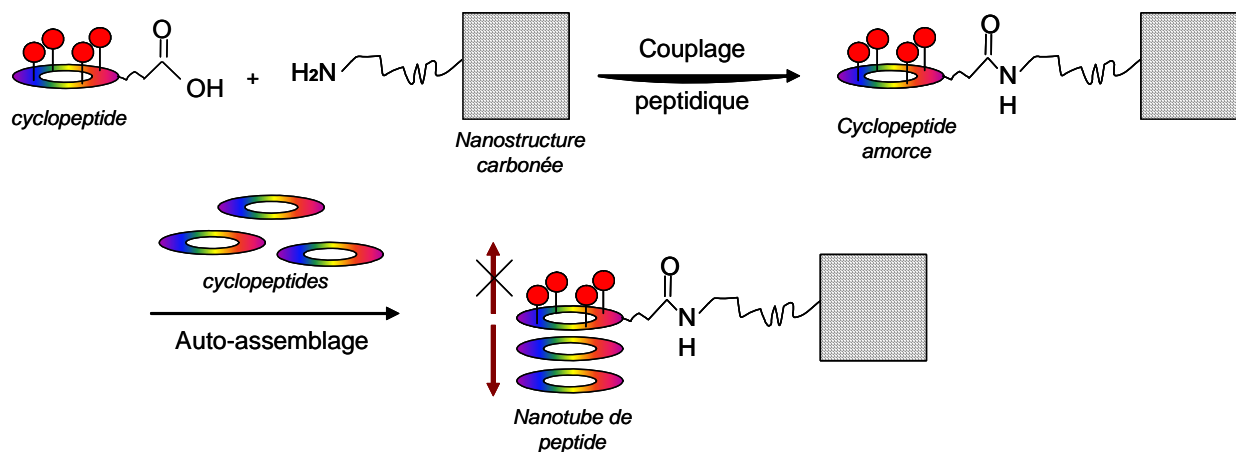 O
OH
cyclopeptide
+
H2N
Nanostructure
carbonée
Couplage
peptidique
O
N
H
Cyclopeptide
amorce
cyclopeptides
Auto-assemblage
O
N
H
Nanotube de
peptide